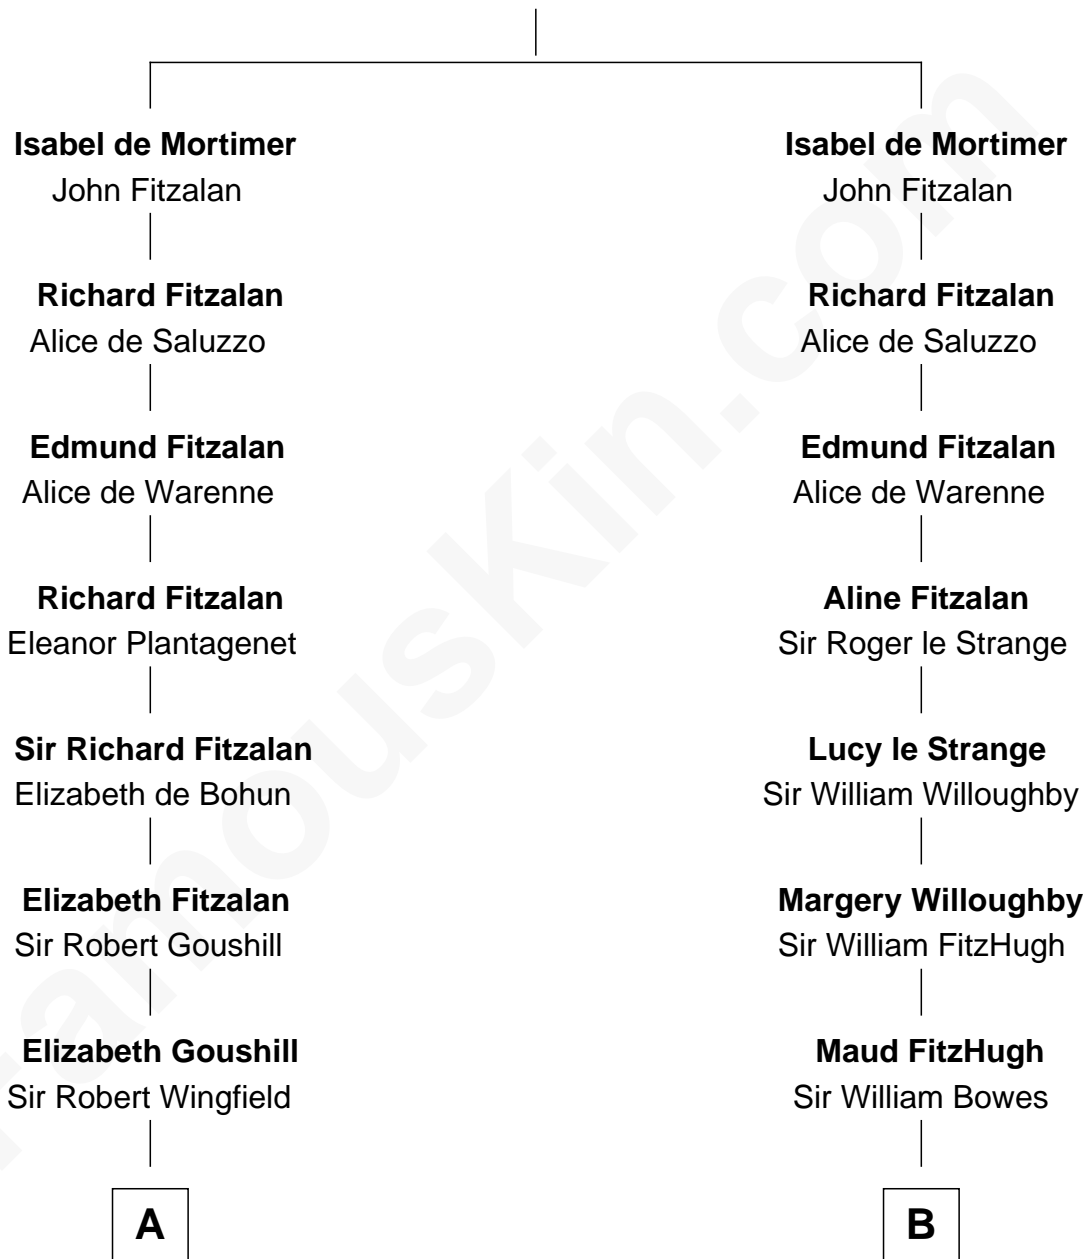 Isabel de Mortimer
John Fitzalan
Richard Fitzalan
Alice de Saluzzo
Edmund Fitzalan
Alice de Warenne
Richard Fitzalan
Eleanor Plantagenet
Sir Richard Fitzalan
Elizabeth de Bohun
Elizabeth Fitzalan
Sir Robert Goushill
Elizabeth Goushill
Sir Robert Wingfield
A
Isabel de Mortimer
John Fitzalan
Richard Fitzalan
Alice de Saluzzo
Edmund Fitzalan
Alice de Warenne
Aline Fitzalan
Sir Roger le Strange
Lucy le Strange
Sir William Willoughby
Margery Willoughby
Sir William FitzHugh
Maud FitzHugh
Sir William Bowes
B
FamousKin.com